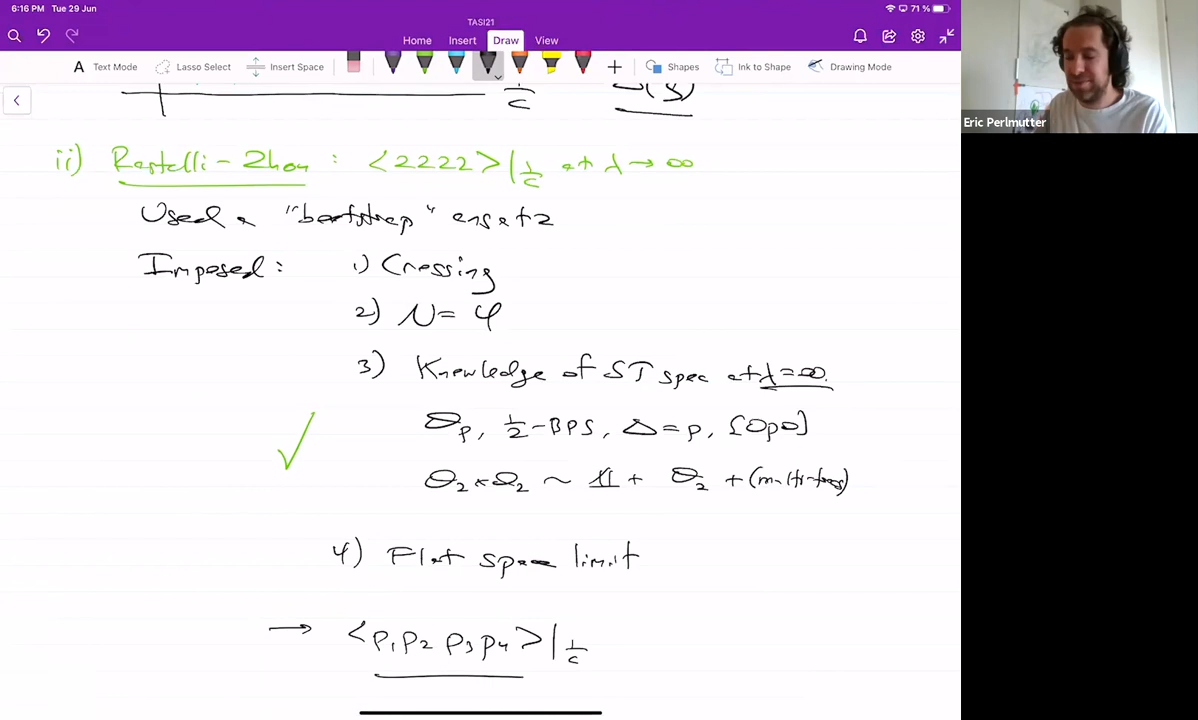 6:16 PM Tue 29 Jun
71%
TASI21
Home Insert Draw View
Text Mode Lasso Select Insert Space Shapes Ink to Shape Drawing Mode
1/c
ii) Rastelli-Zhou : <2222>|1/c at λ→∞
Used a "bootstrap" ansatz
Imposed : 1) Crossing
2) N=4
3) Knowledge of ST spec at λ=∞.
O_p, 1/2-BPS, Δ=p, [0p0]
O_2 × O_2 ~ 1 + O_2 + (multi-traces)
4) Flat space limit
→ <p_1 p_2 p_3 p_4>|1/c
Eric Perlmutter